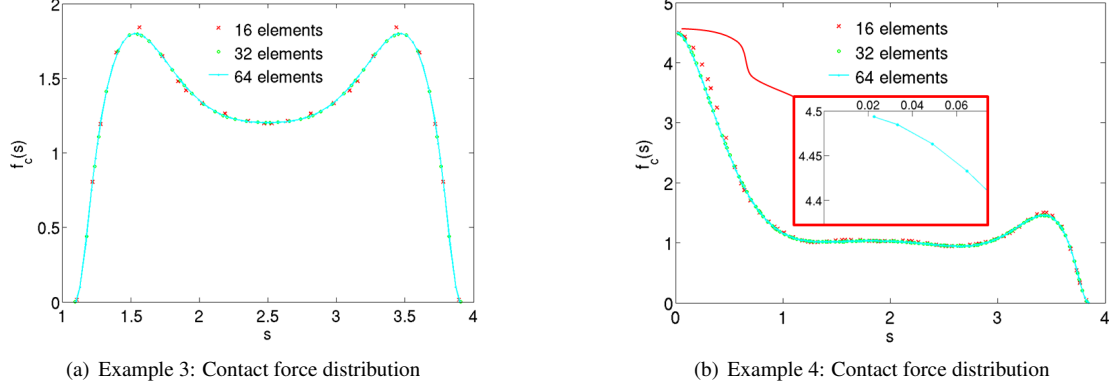 2
1.5
1
0.5
0
f_c(s)
16 elements
32 elements
64 elements
1
1.5
2
2.5
3
3.5
4
s
(a) Example 3: Contact force distribution
5
4
3
2
1
0
f_c(s)
16 elements
32 elements
64 elements
0.02
0.04
0.06
4.5
4.45
4.4
0
1
2
3
4
s
(b) Example 4: Contact force distribution